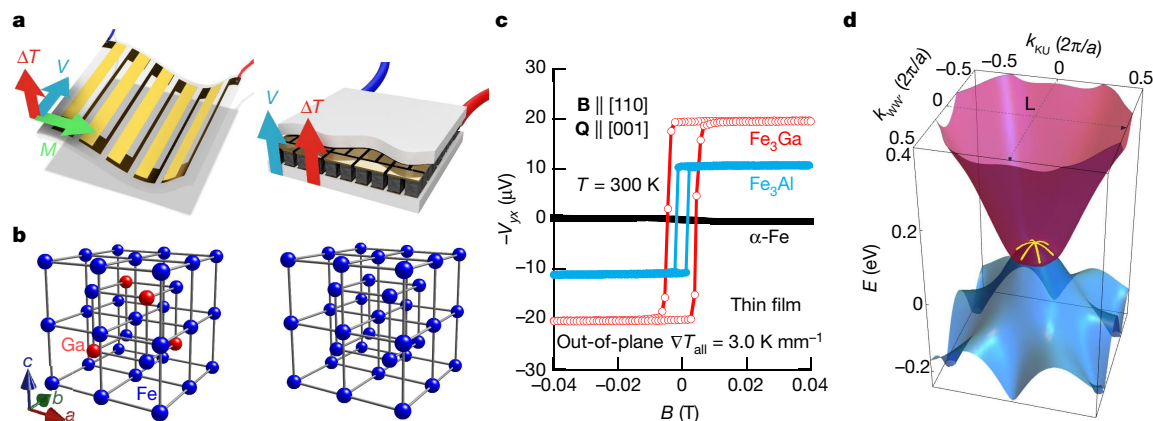 a
ΔT
V
M
V
ΔT
b
Ga
Fe
c
b
a
c
−V_yx (μV)
30
20
10
0
−10
−20
−30
B || [110]
Q || [001]
T = 300 K
Fe₃Ga
Fe₃Al
α-Fe
Thin film
Out-of-plane ∇T_all = 3.0 K mm⁻¹
−0.04
−0.02
0
0.02
0.04
B (T)
d
k_KU (2π/a)
−0.5
0
0.5
k_WW′ (2π/a)
−0.5
0
0.5
L
0.4
0.2
0
−0.2
E (eV)